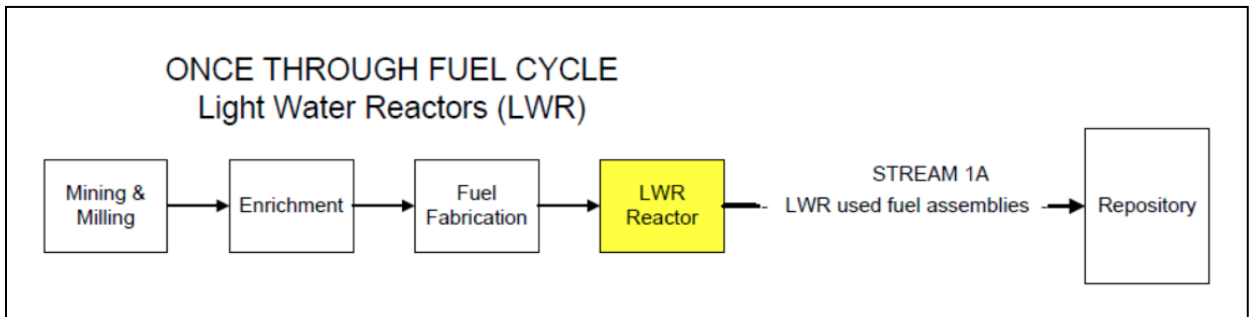 ONCE THROUGH FUEL CYCLE
Light Water Reactors (LWR)
Mining &
Milling
Enrichment
Fuel
Fabrication
LWR
Reactor
STREAM 1A
LWR used fuel assemblies
Repository